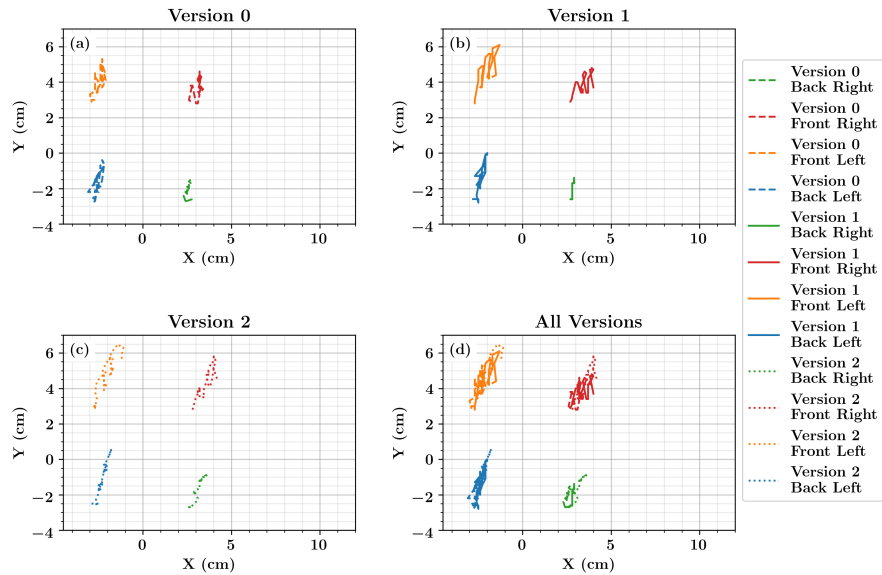 Version 0
Version 1
(a)
(b)
6
4
2
0
−2
−4
Y (cm)
0
5
10
X (cm)
6
4
2
0
−2
−4
Y (cm)
0
5
10
X (cm)
Version 2
All Versions
(c)
(d)
6
4
2
0
−2
−4
Y (cm)
0
5
10
X (cm)
6
4
2
0
−2
−4
Y (cm)
0
5
10
X (cm)
Version 0
Back Right
Version 0
Front Right
Version 0
Front Left
Version 0
Back Left
Version 1
Back Right
Version 1
Front Right
Version 1
Front Left
Version 1
Back Left
Version 2
Back Right
Version 2
Front Right
Version 2
Front Left
Version 2
Back Left